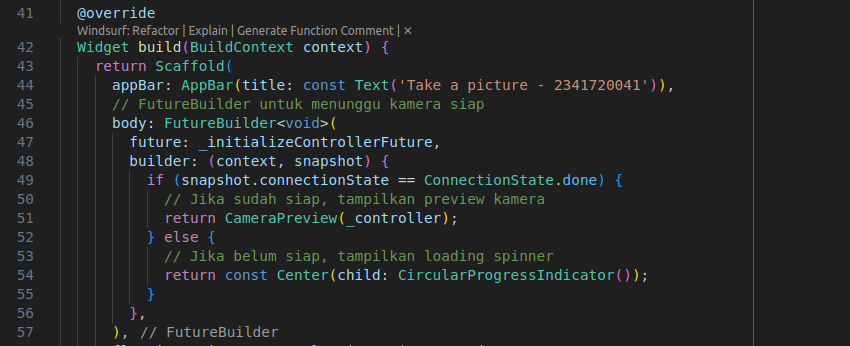 41 @override
Windsurf: Refactor | Explain | Generate Function Comment | ×
42 Widget build(BuildContext context) {
43 return Scaffold(
44 appBar: AppBar(title: const Text('Take a picture - 2341720041')),
45 // FutureBuilder untuk menunggu kamera siap
46 body: FutureBuilder<void>(
47 future: _initializeControllerFuture,
48 builder: (context, snapshot) {
49 if (snapshot.connectionState == ConnectionState.done) {
50 // Jika sudah siap, tampilkan preview kamera
51 return CameraPreview(_controller);
52 } else {
53 // Jika belum siap, tampilkan loading spinner
54 return const Center(child: CircularProgressIndicator());
55 }
56 },
57 ), // FutureBuilder